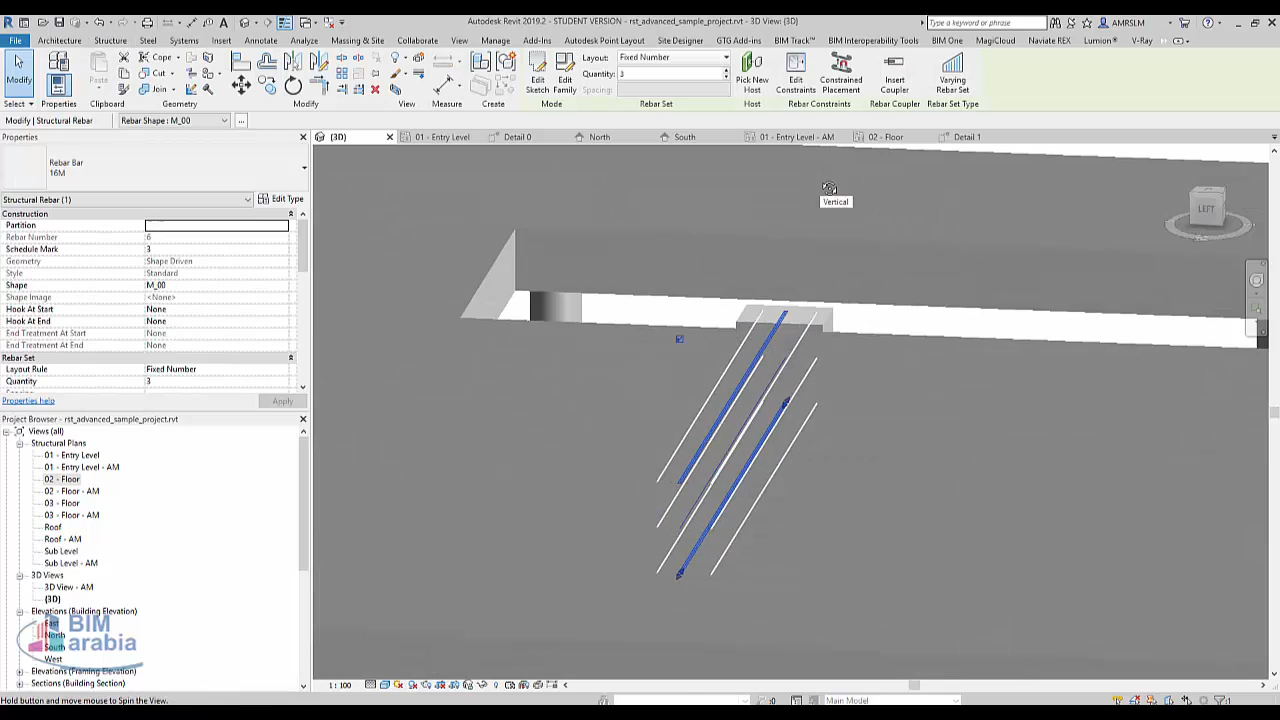 Autodesk Revit 2019.2 - STUDENT VERSION - rst_advanced_sample_project.rvt - 3D View: {3D}
Type a keyword or phrase
AMRSLM
File Architecture Structure Steel Systems Insert Annotate Analyze Massing & Site Collaborate View Manage Add-Ins Autodesk Point Layout Site Designer GTG Add-ins BIM Track™ BIM Interoperability Tools BIM One MagiCloud Naviate REX Lumion® V-Ray
Modify
Paste
Cope
Cut
Join
Edit Sketch
Edit Family
Layout: Fixed Number
Quantity: 3
Spacing:
Pick New Host
Edit Constraints
Constrained Placement
Insert Coupler
Varying Rebar Set
Select Properties Clipboard Geometry Modify View Measure Create Mode Rebar Set Host Rebar Constraints Rebar Coupler Varying Rebar Set Type
Modify | Structural Rebar
Rebar Shape : M_00
...
Properties
{3D}
01 - Entry Level
Detail 0
North
South
01 - Entry Level - AM
02 - Floor
Detail 1
Rebar Bar
16M
Structural Rebar (1)
Edit Type
Construction
Partition
Rebar Number 6
Schedule Mark 3
Geometry Shape Driven
Style Standard
Shape M_00
Shape Image <None>
Hook At Start None
Hook At End None
End Treatment At Start None
End Treatment At End None
Rebar Set
Layout Rule Fixed Number
Quantity 3
Properties help
Apply
Vertical
LEFT
Project Browser - rst_advanced_sample_project.rvt
Views (all)
Structural Plans
01 - Entry Level
01 - Entry Level - AM
02 - Floor
02 - Floor - AM
03 - Floor
03 - Floor - AM
Roof
Roof - AM
Sub Level
Sub Level - AM
3D Views
3D View - AM
{3D}
Elevations (Building Elevation)
East
North
South
West
Elevations (Framing Elevation)
Sections (Building Section)
BIM
arabia
1 : 100
Hold button and move mouse to Spin the View.
:0
Main Model
:1